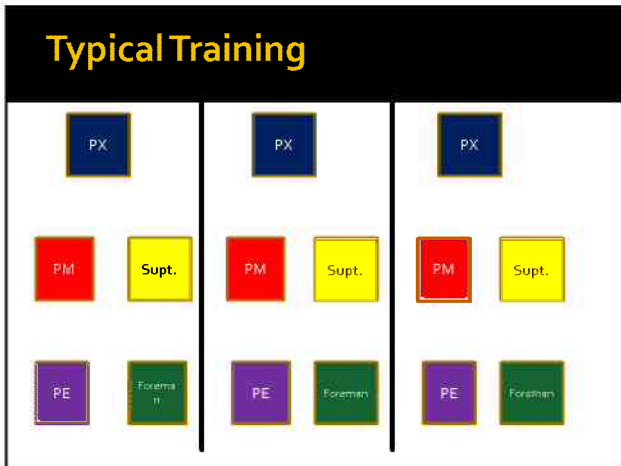 Typical Training
PX
PX
PX
PM
Supt.
PM
Supt.
PM
Supt.
PE
Forema
n
PE
Foreman
PE
Foreman